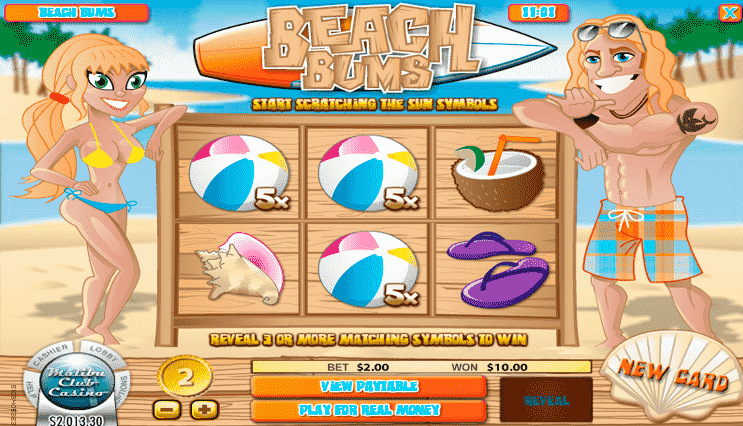 BEACH BUMS
11:01
X
BEACH
BUMS
START SCRATCHING THE SUN SYMBOLS
5x
5x
5x
REVEAL 3 OR MORE MATCHING SYMBOLS TO WIN
CASHIER
LOBBY
HELP
Malibu
Club
Casino
$2,013.30
2
BET $2.00
WON $10.00
VIEW PAYTABLE
PLAY FOR REAL MONEY
REVEAL
NEW CARD